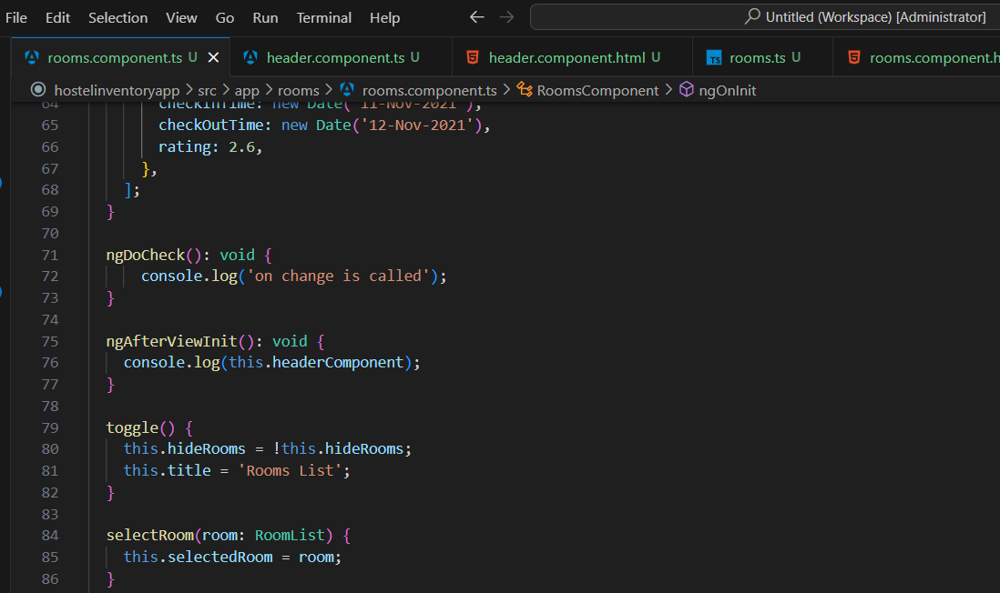 File Edit Selection View Go Run Terminal Help Untitled (Workspace) [Administrator]
rooms.component.ts U header.component.ts U header.component.html U TS rooms.ts U rooms.component.h
hostelinventoryapp > src > app > rooms > rooms.component.ts > RoomsComponent > ngOnInit
64 checkInTime: new Date('11-Nov-2021'),
65 checkOutTime: new Date('12-Nov-2021'),
66 rating: 2.6,
67 },
68 ];
69 }
70
71 ngDoCheck(): void {
72 console.log('on change is called');
73 }
74
75 ngAfterViewInit(): void {
76 console.log(this.headerComponent);
77 }
78
79 toggle() {
80 this.hideRooms = !this.hideRooms;
81 this.title = 'Rooms List';
82 }
83
84 selectRoom(room: RoomList) {
85 this.selectedRoom = room;
86 }